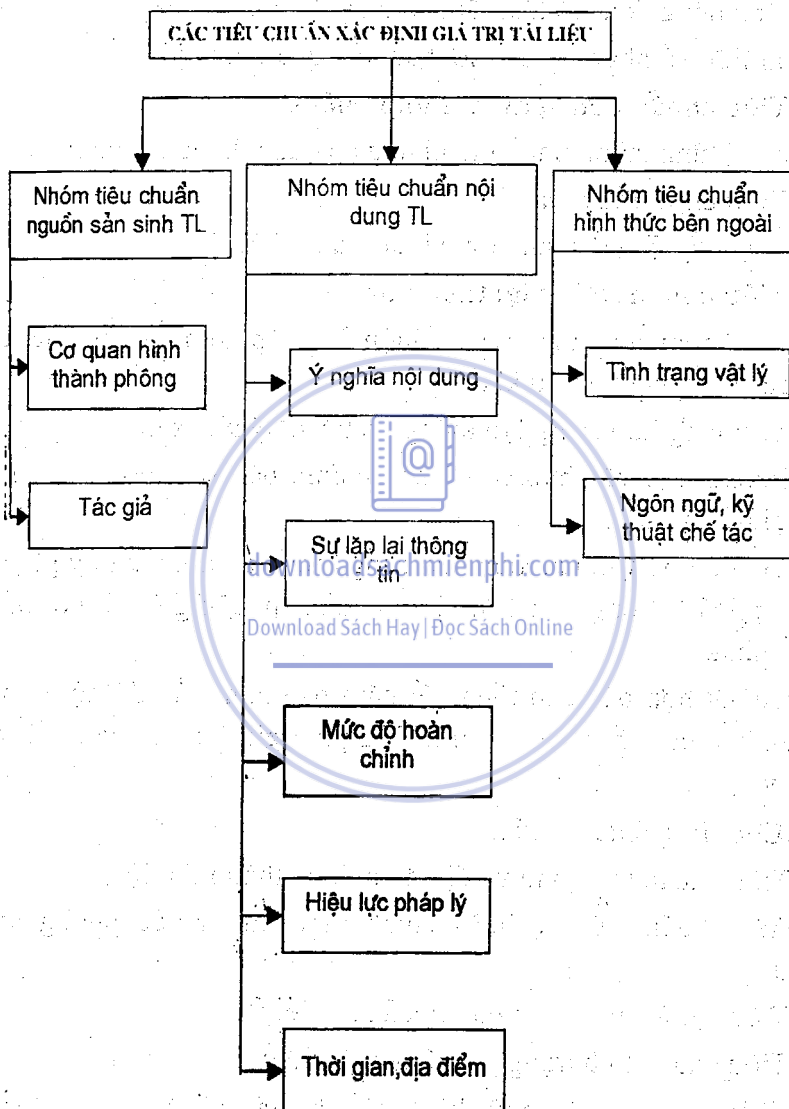 CÁC TIÊU CHUẨN XÁC ĐỊNH GIÁ TRỊ TÀI LIỆU
Nhóm tiêu chuẩn
nguồn sản sinh TL
Cơ quan hình
thành phông
Tác giả
Nhóm tiêu chuẩn nội
dung TL
Ý nghĩa nội dung
Sự lặp lại thông
tin
Mức độ hoàn
chỉnh
Hiệu lực pháp lý
Thời gian,địa điểm
Nhóm tiêu chuẩn
hình thức bên ngoài
Tình trạng vật lý
Ngôn ngữ, kỹ
thuật chế tác
@
downloadsachmienphi.com
Download Sách Hay | Đọc Sách Online